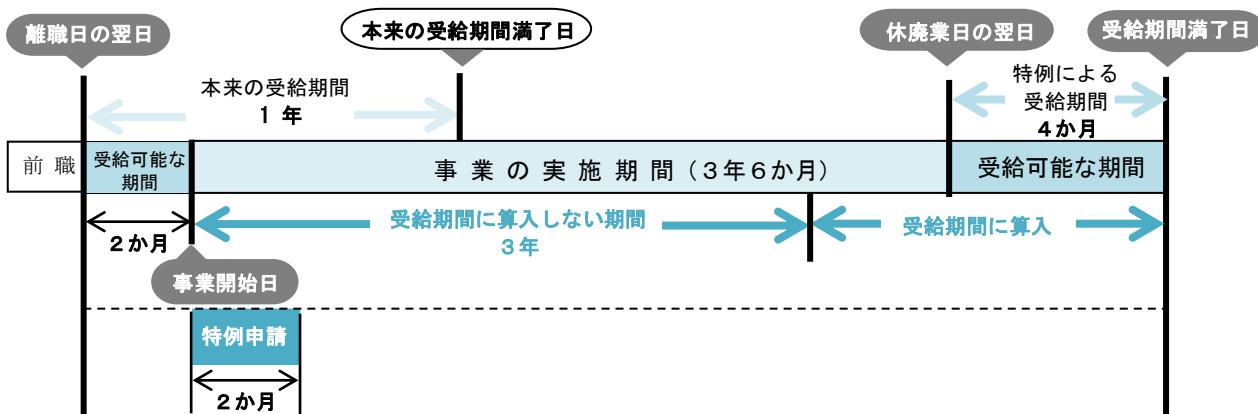 離職日の翌日
本来の受給期間満了日
休廃業日の翌日
受給期間満了日
本来の受給期間
１ 年
特例による
受給期間
４か月
前 職
受給可能な
期間
事 業 の 実 施 期 間（３年６か月）
受給可能な期間
２か月
受給期間に算入しない期間
３年
受給期間に算入
事業開始日
特例申請
２か月